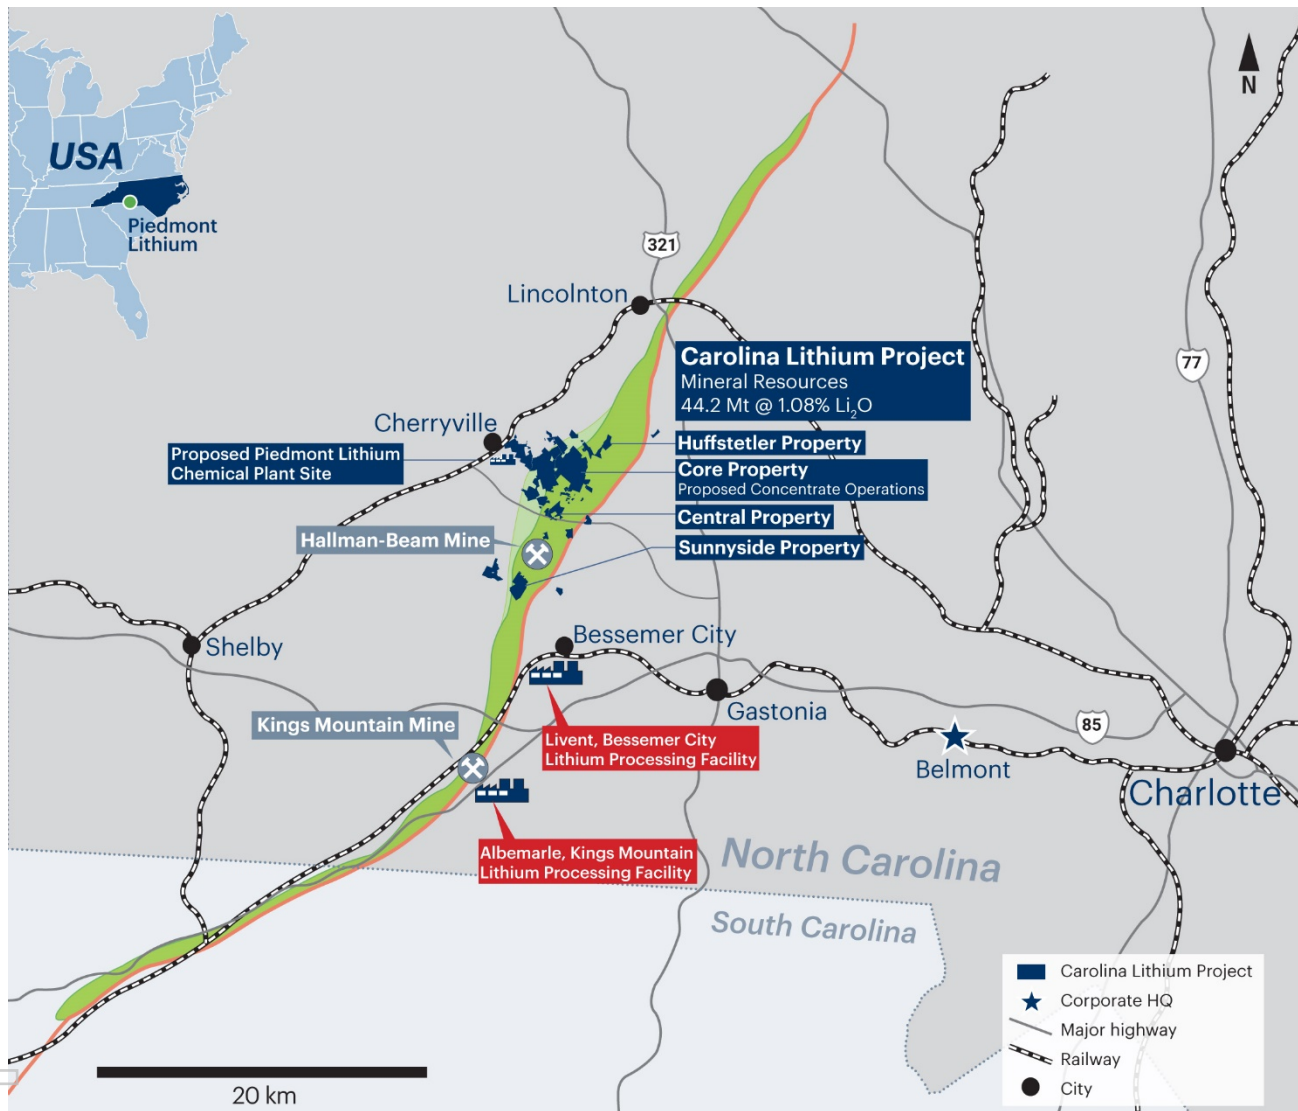 N
USA
Piedmont
Lithium
321
Lincolnton
Carolina Lithium Project
Mineral Resources
44.2 Mt @ 1.08% Li₂O
77
Cherryville
Huffstetler Property
Proposed Piedmont Lithium
Chemical Plant Site
Core Property
Proposed Concentrate Operations
Central Property
Hallman-Beam Mine
Sunnyside Property
Shelby
Bessemer City
Kings Mountain Mine
Gastonia
Livent, Bessemer City
Lithium Processing Facility
85
Belmont
Charlotte
Albemarle, Kings Mountain
Lithium Processing Facility
North Carolina
South Carolina
Carolina Lithium Project
Corporate HQ
Major highway
Railway
City
20 km